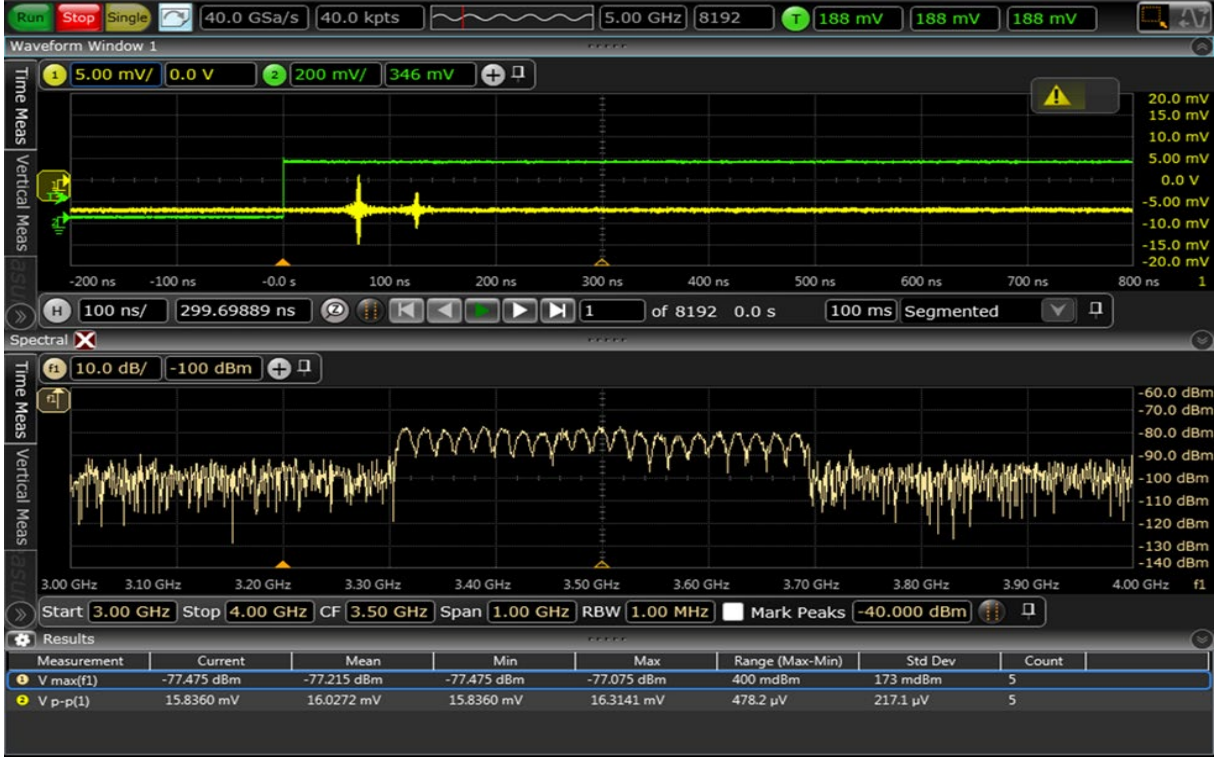 Run Stop Single 40.0 GSa/s 40.0 kpts 5.00 GHz 8192 T 188 mV 188 mV 188 mV
Waveform Window 1
Time Meas
Vertical Meas
1 5.00 mV/ 0.0 V 2 200 mV/ 346 mV
20.0 mV
15.0 mV
10.0 mV
5.00 mV
0.0 V
-5.00 mV
-10.0 mV
-15.0 mV
-20.0 mV
-200 ns -100 ns -0.0 s 100 ns 200 ns 300 ns 400 ns 500 ns 600 ns 700 ns 800 ns 1
H 100 ns/ 299.69889 ns Z 1 of 8192 0.0 s 100 ms Segmented
Spectral
Time Meas
Vertical Meas
f1 10.0 dB/ -100 dBm
f1
-60.0 dBm
-70.0 dBm
-80.0 dBm
-90.0 dBm
-100 dBm
-110 dBm
-120 dBm
-130 dBm
-140 dBm
3.00 GHz 3.10 GHz 3.20 GHz 3.30 GHz 3.40 GHz 3.50 GHz 3.60 GHz 3.70 GHz 3.80 GHz 3.90 GHz 4.00 GHz f1
Start 3.00 GHz Stop 4.00 GHz CF 3.50 GHz Span 1.00 GHz RBW 1.00 MHz Mark Peaks -40.000 dBm
Results
Measurement Current Mean Min Max Range (Max-Min) Std Dev Count
1 V max(f1) -77.475 dBm -77.215 dBm -77.475 dBm -77.075 dBm 400 mdBm 173 mdBm 5
2 V p-p(1) 15.8360 mV 16.0272 mV 15.8360 mV 16.3141 mV 478.2 µV 217.1 µV 5